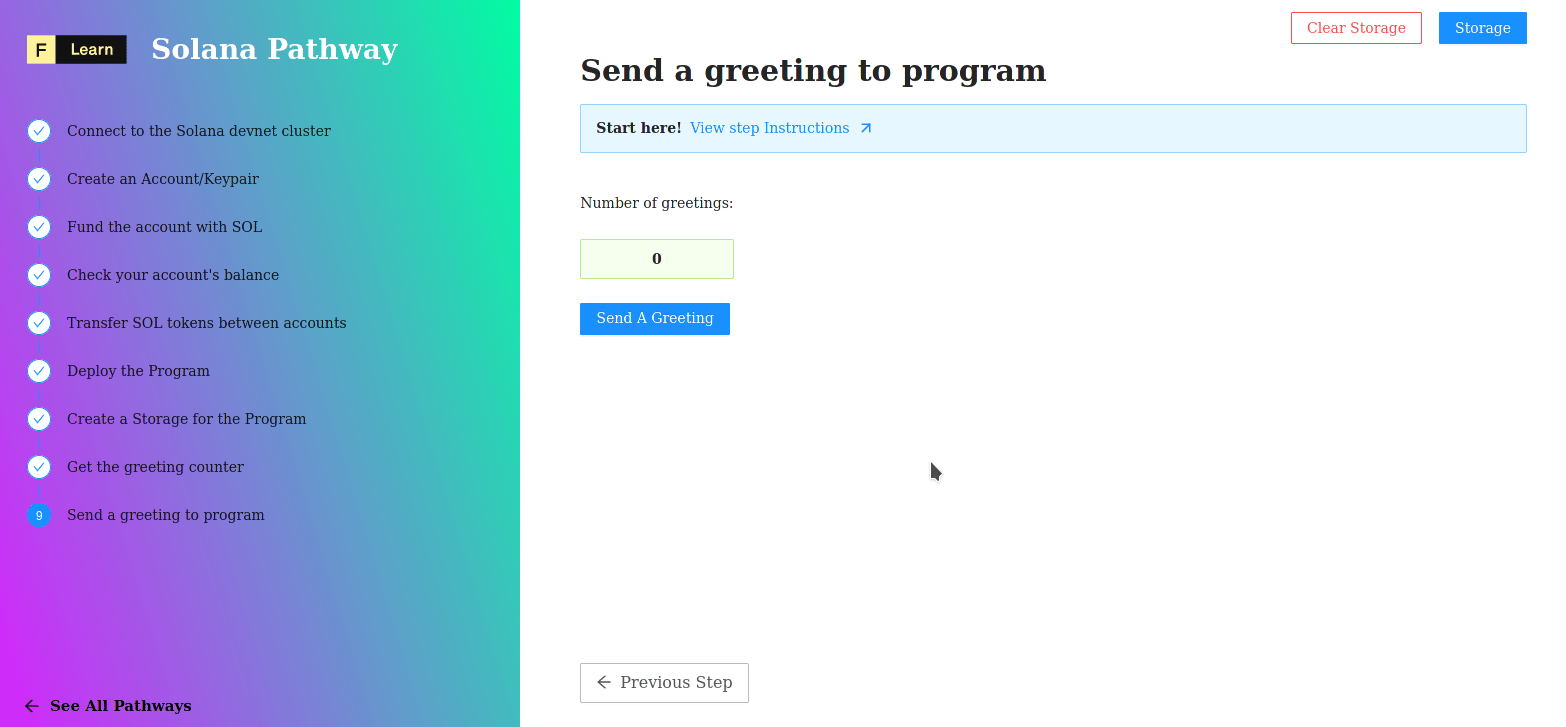 F Learn Solana Pathway
Connect to the Solana devnet cluster
Create an Account/Keypair
Fund the account with SOL
Check your account's balance
Transfer SOL tokens between accounts
Deploy the Program
Create a Storage for the Program
Get the greeting counter
9 Send a greeting to program
See All Pathways
Clear Storage Storage
Send a greeting to program
Start here! View step Instructions
Number of greetings:
0
Send A Greeting
Previous Step